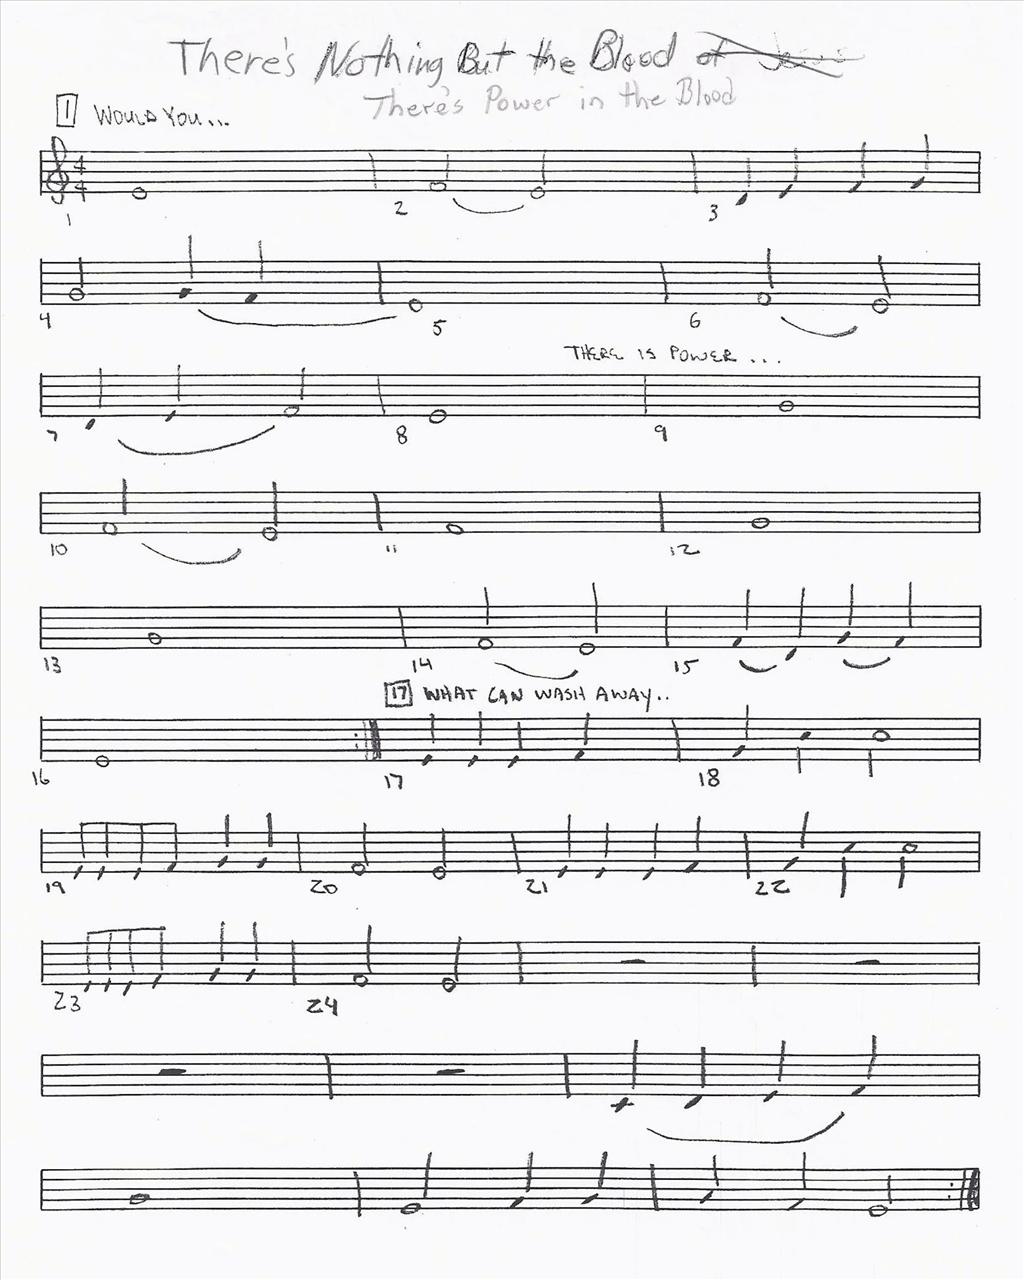 There's Nothing But the Blood of Jesus
There's Power in the Blood
1 WOULD YOU...
4
4
1 2 3
4 5 6
THERE IS POWER ...
7 8 9
10 11 12
13 14 15
17 WHAT CAN WASH AWAY..
16 17 18
19 20 21 22
23 24